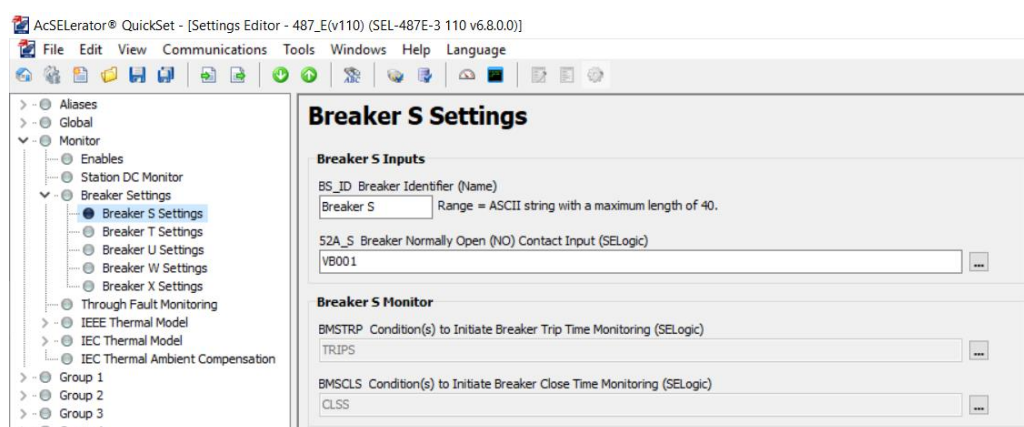 AcSELerator® QuickSet - [Settings Editor - 487_E(v110) (SEL-487E-3 110 v6.8.0.0)]
File Edit View Communications Tools Windows Help Language
Aliases
Global
Monitor
Enables
Station DC Monitor
Breaker Settings
Breaker S Settings
Breaker T Settings
Breaker U Settings
Breaker W Settings
Breaker X Settings
Through Fault Monitoring
IEEE Thermal Model
IEC Thermal Model
IEC Thermal Ambient Compensation
Group 1
Group 2
Group 3
Breaker S Settings
Breaker S Inputs
BS_ID Breaker Identifier (Name)
Breaker S Range = ASCII string with a maximum length of 40.
52A_S Breaker Normally Open (NO) Contact Input (SELogic)
VB001 ...
Breaker S Monitor
BMSTRP Condition(s) to Initiate Breaker Trip Time Monitoring (SELogic)
TRIPS ...
BMSCLS Condition(s) to Initiate Breaker Close Time Monitoring (SELogic)
CLSS ...